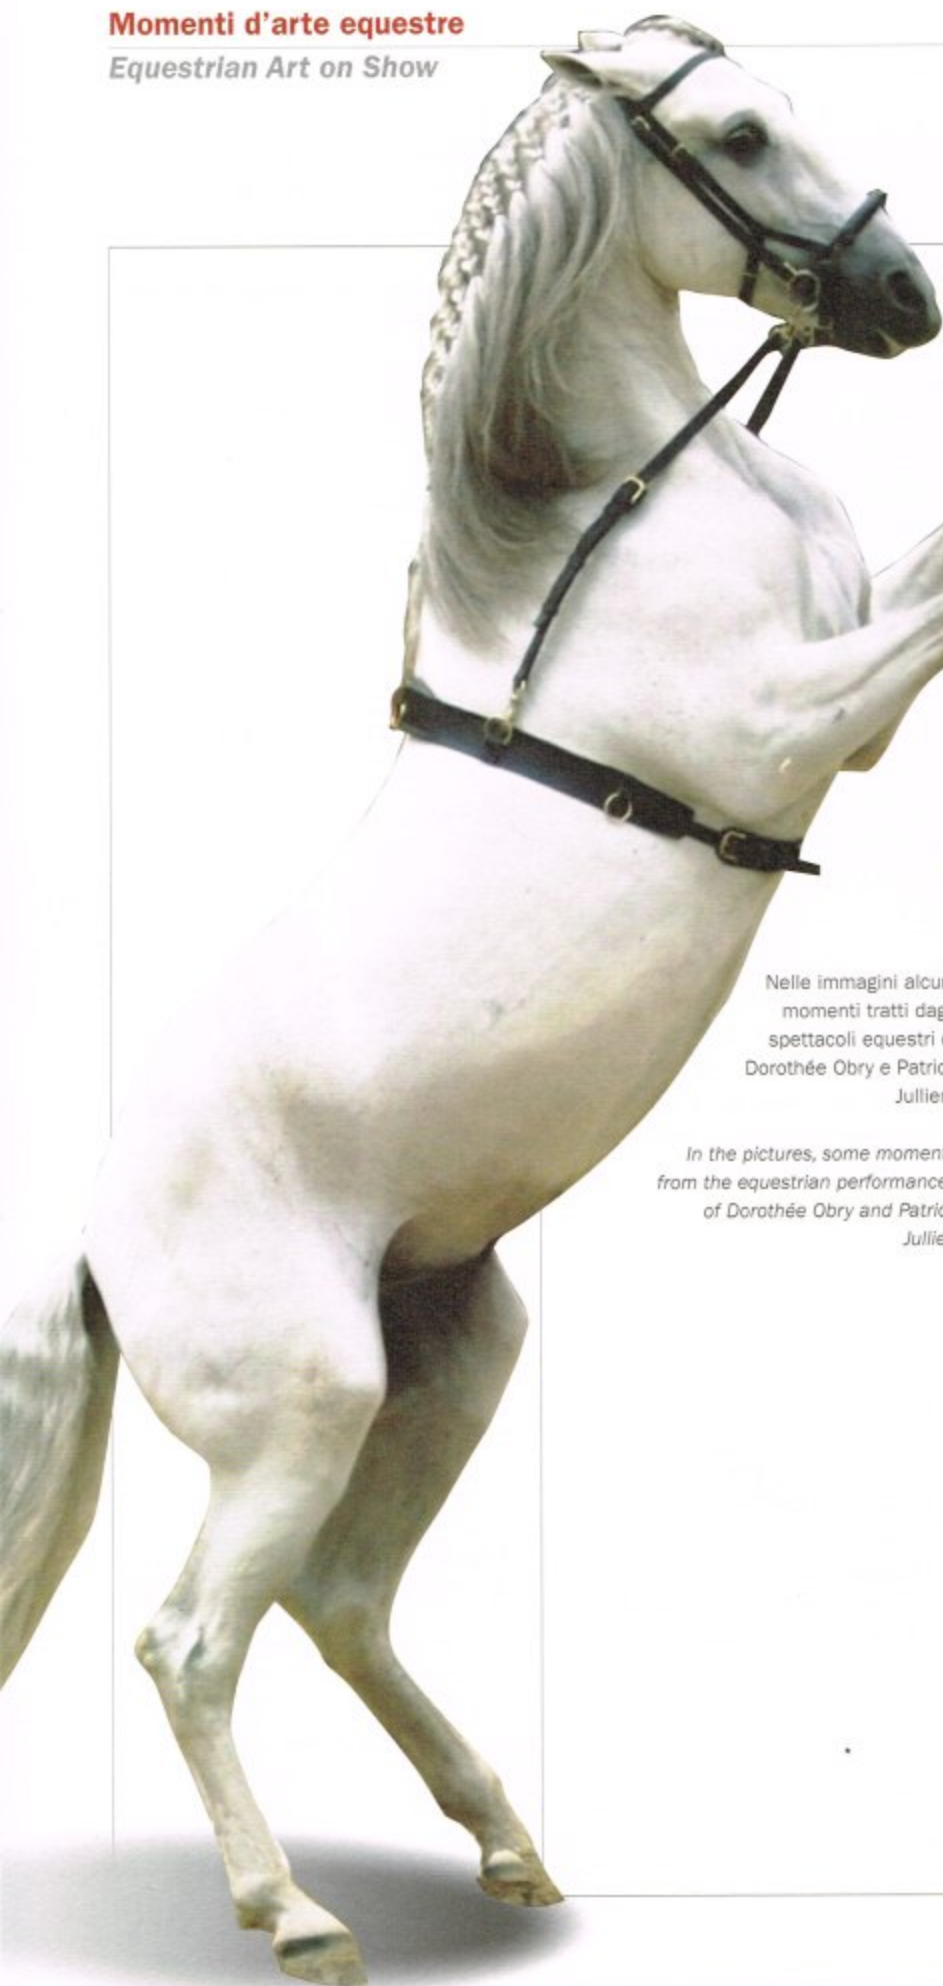 Momenti d'arte equestre
Equestrian Art on Show
Nelle immagini
momenti tratti
spettacoli equestri
Dorothée Obry e
In the pictures, some
from the equestrian
of Dorothée Obry and